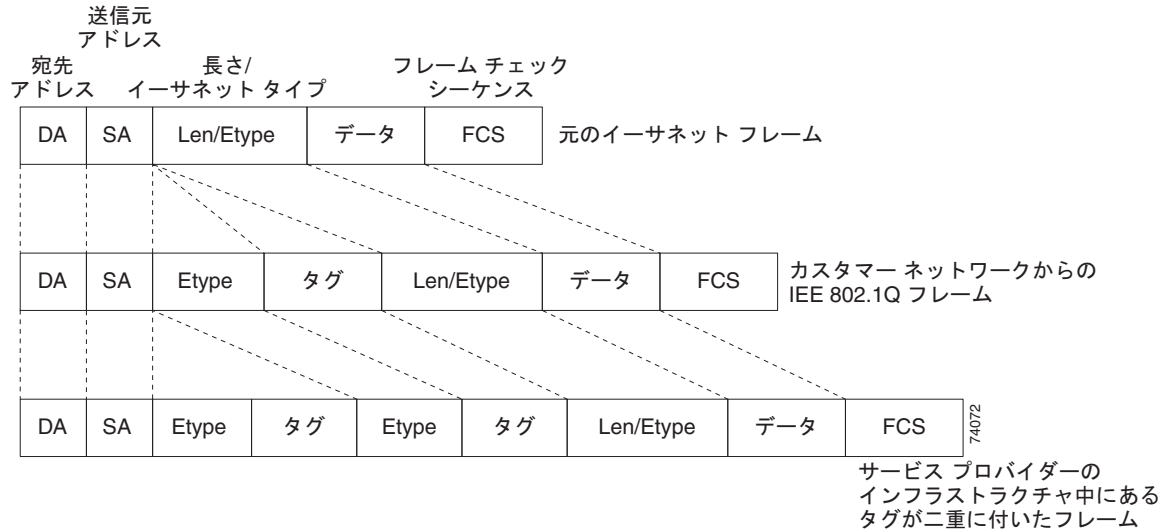 送信元
アドレス
宛先
アドレス
長さ/
イーサネット タイプ
フレーム チェック
シーケンス
DA SA Len/Etype データ FCS
元のイーサネット フレーム
DA SA Etype タグ Len/Etype データ FCS
カスタマー ネットワークからの
IEE 802.1Q フレーム
DA SA Etype タグ Etype タグ Len/Etype データ FCS
74072
サービス プロバイダーの
インフラストラクチャ中にある
タグが二重に付いたフレーム